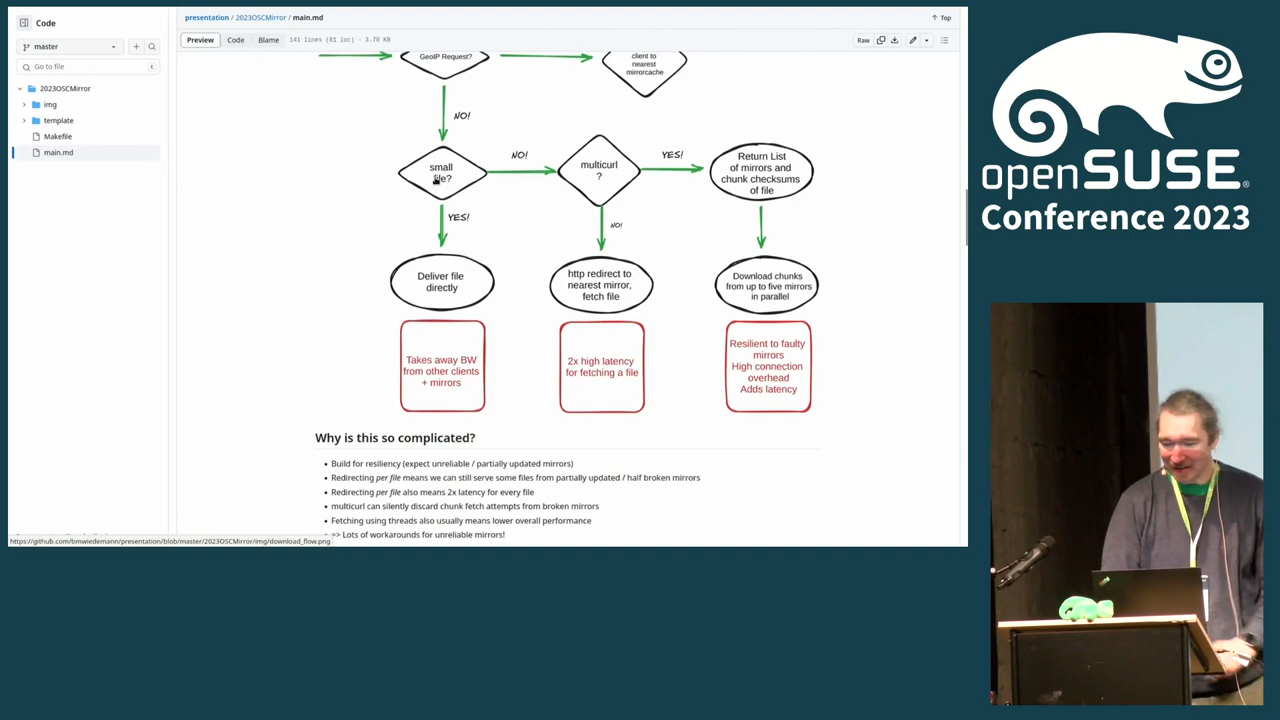 Code
master
Go to file
t
2023OSCMirror
img
template
Makefile
main.md
presentation / 2023OSCMirror / main.md
Top
Preview
Code
Blame
141 lines (81 loc) · 3.78 KB
Raw
GeoIP Request?
client to
nearest
mirrorcache
NO!
small
file?
NO!
multicurl
?
YES!
Return List
of mirrors and
chunk checksums
of file
YES!
NO!
Deliver file
directly
http redirect to
nearest mirror,
fetch file
Download chunks
from up to five mirrors
in parallel
Takes away BW
from other clients
+ mirrors
2x high latency
for fetching a file
Resilient to faulty
mirrors
High connection
overhead
Adds latency
Why is this so complicated?
• Build for resiliency (expect unreliable / partially updated mirrors)
• Redirecting per file means we can still serve some files from partially updated / half broken mirrors
• Redirecting per file also means 2x latency for every file
• multicurl can silently discard chunk fetch attempts from broken mirrors
• Fetching using threads also usually means lower overall performance
=> Lots of workarounds for unreliable mirrors!
https://github.com/bmwiedemann/presentation/blob/master/2023OSCMirror/img/download_flow.png
openSUSE®
Conference 2023